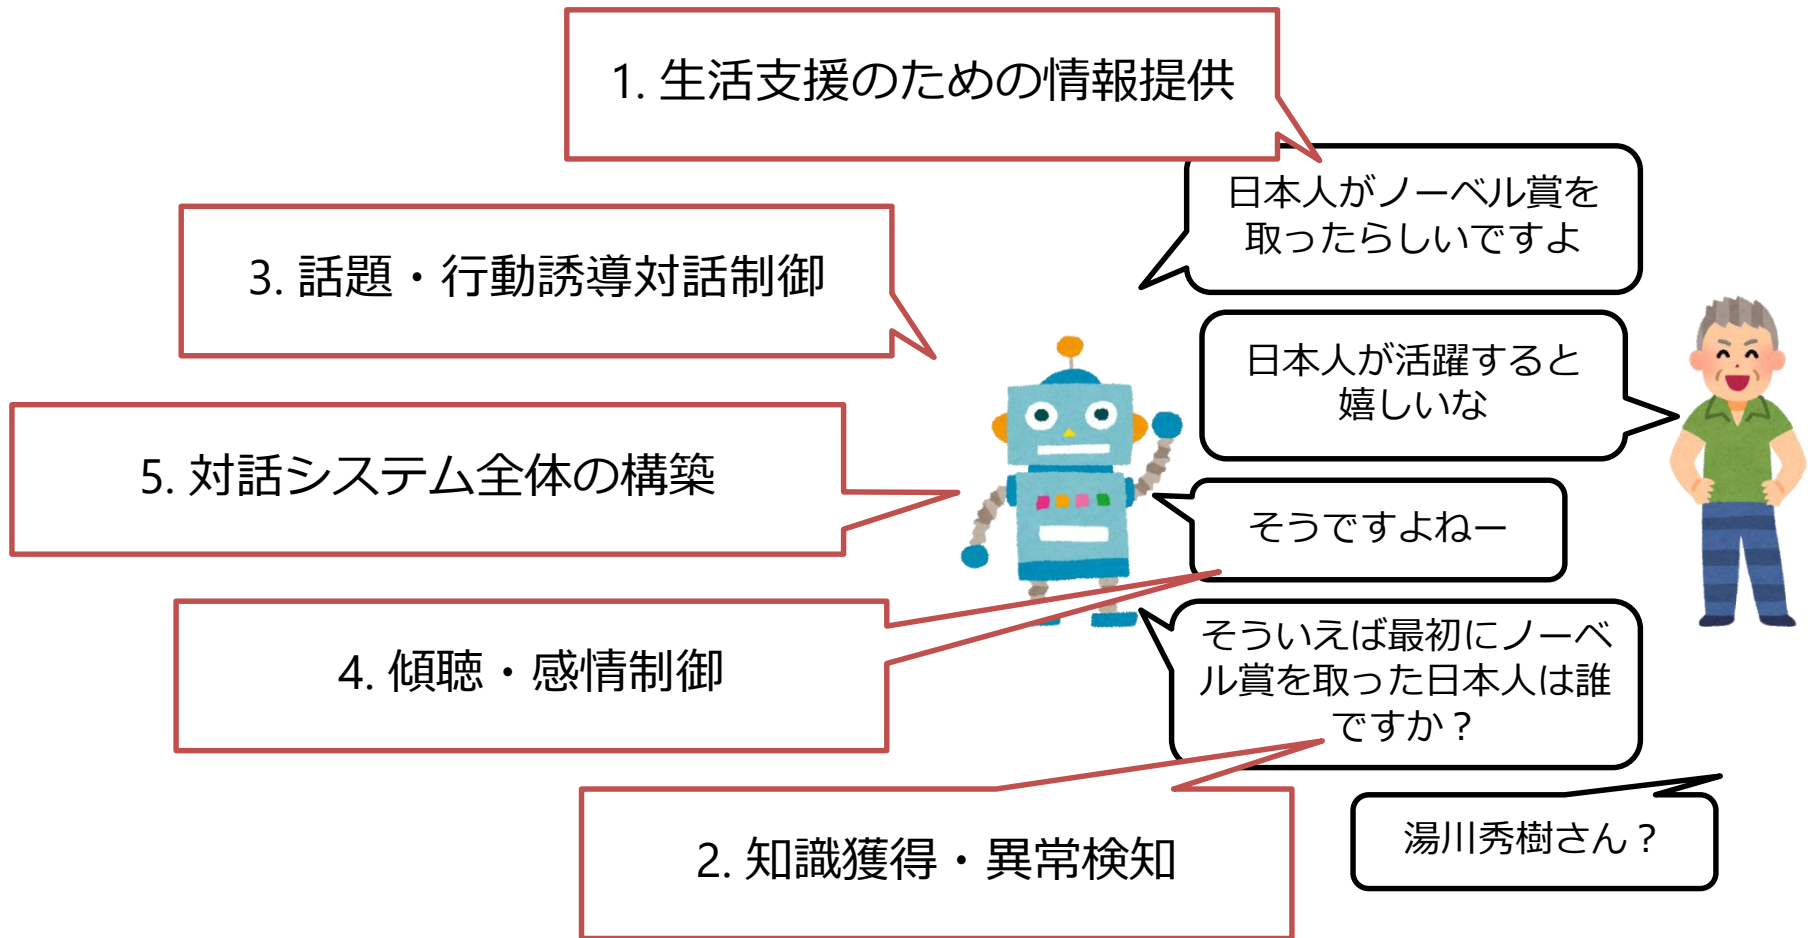 1. 生活支援のための情報提供
日本人がノーベル賞を
取ったらしいですよ
3. 話題・行動誘導対話制御
日本人が活躍すると
嬉しいな
5. 対話システム全体の構築
そうですよねー
4. 傾聴・感情制御
そういえば最初にノーベ
ル賞を取った日本人は誰
ですか？
2. 知識獲得・異常検知
湯川秀樹さん？